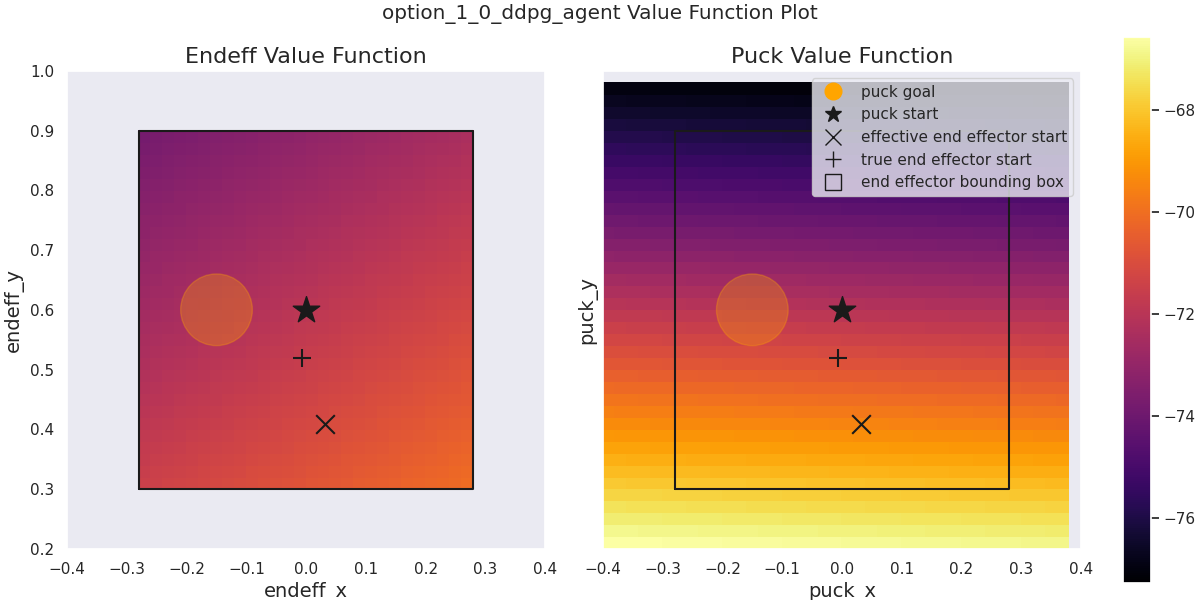 option_1_0_ddpg_agent Value Function Plot
Endeff Value Function
Puck Value Function
puck goal
puck start
effective end effector start
true end effector start
end effector bounding box
endeff_y
1.0
0.9
0.8
0.7
0.6
0.5
0.4
0.3
0.2
−0.4 −0.3 −0.2 −0.1 0.0 0.1 0.2 0.3 0.4
endeff_x
puck_y
−0.4 −0.3 −0.2 −0.1 0.0 0.1 0.2 0.3 0.4
puck_x
−68
−70
−72
−74
−76